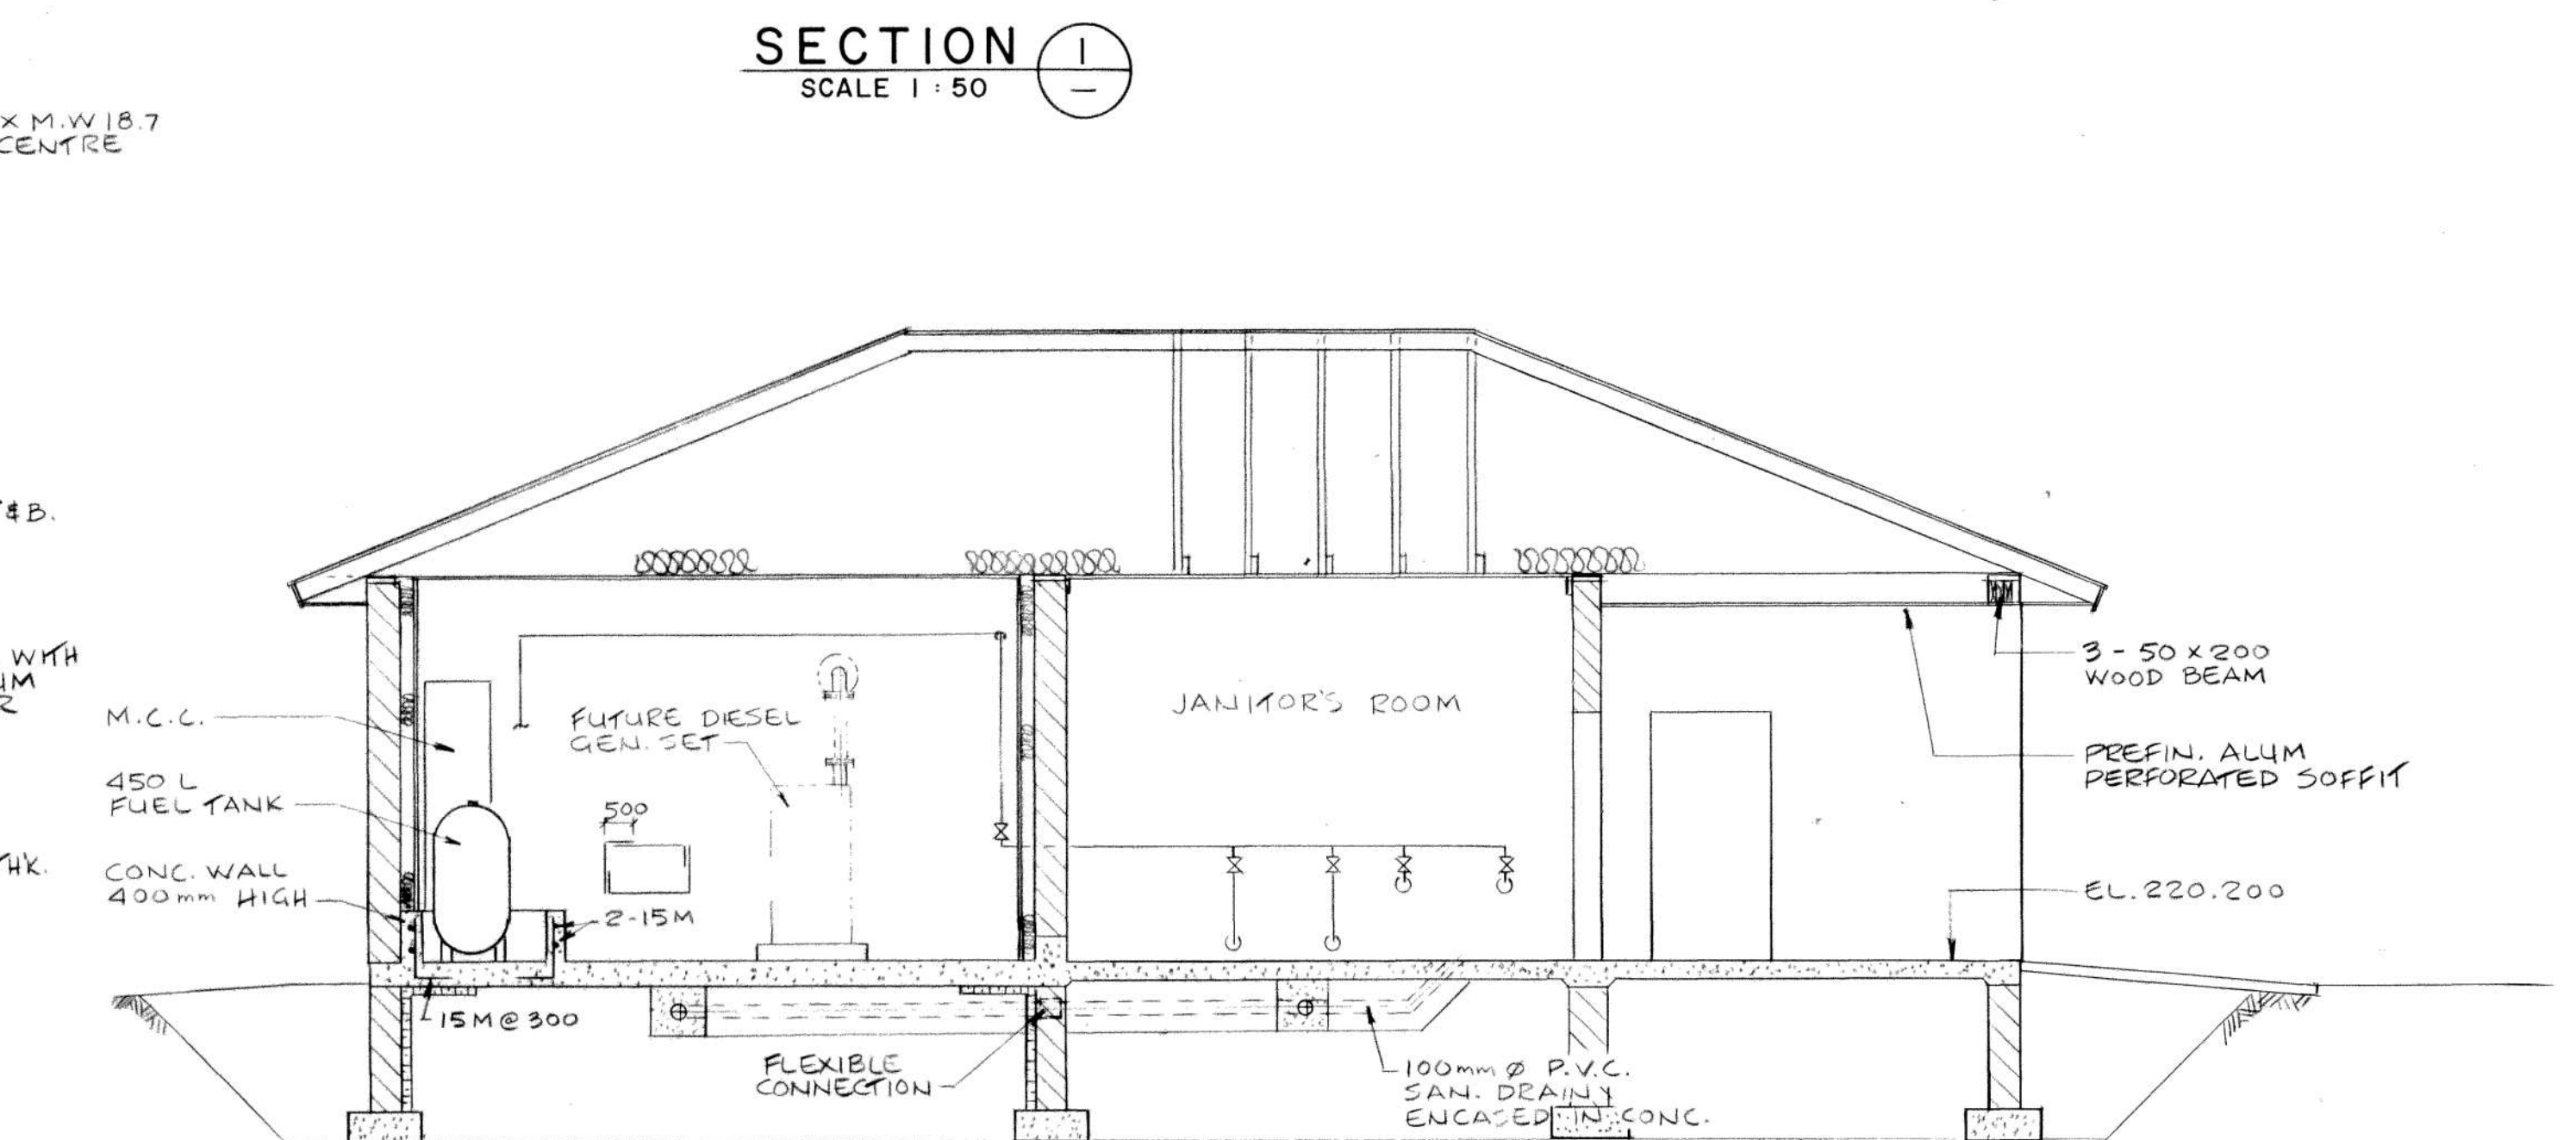 SECTION 1
SCALE 1 : 50 —
X M.W 18.7
CENTRE
& B.
WITH
M.C.C.
450 L
FUEL TANK
THK.
CONC. WALL
400mm HIGH
FUTURE DIESEL
GEN. SET
500
2-15M
15M@300
FLEXIBLE
CONNECTION
JANITOR'S ROOM
100mm Ø P.V.C.
SAN. DRAIN
ENCASED IN CONC.
3 - 50 x 200
WOOD BEAM
PREFIN. ALUM
PERFORATED SOFFIT
EL. 220.200